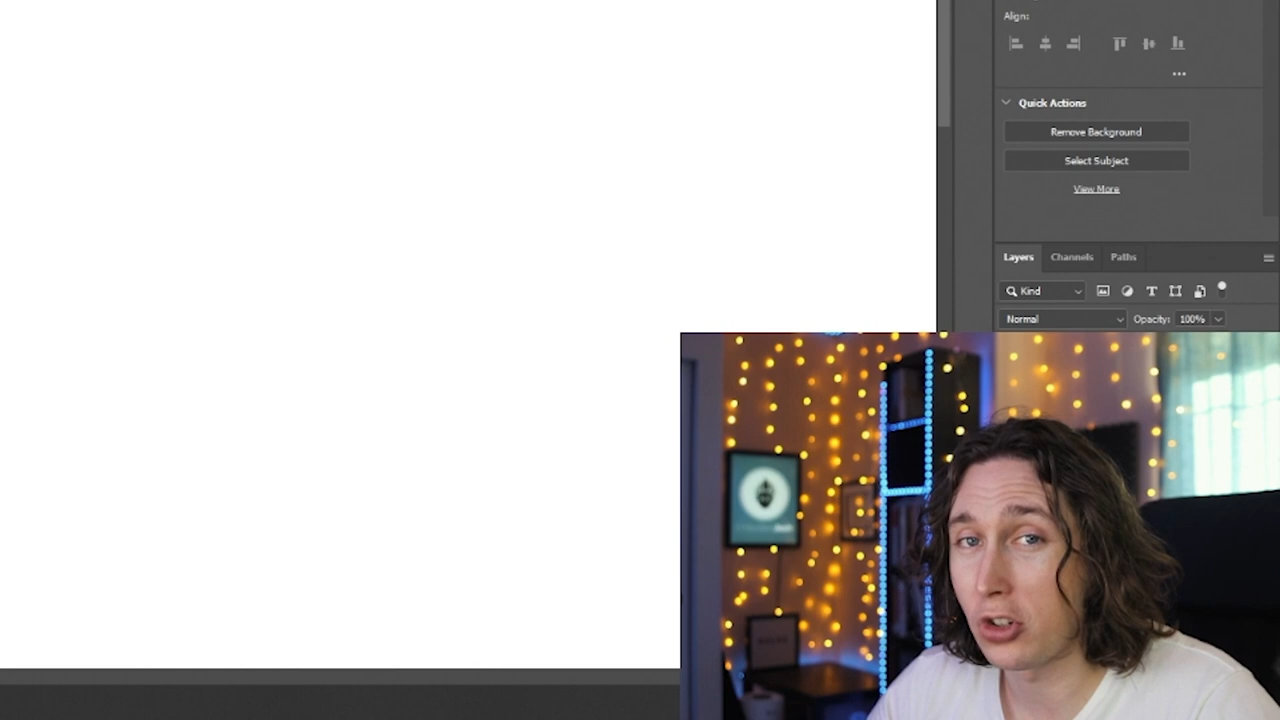 Align:
Quick Actions
Remove Background
Select Subject
View More
Layers Channels Paths
Kind
Normal Opacity: 100%